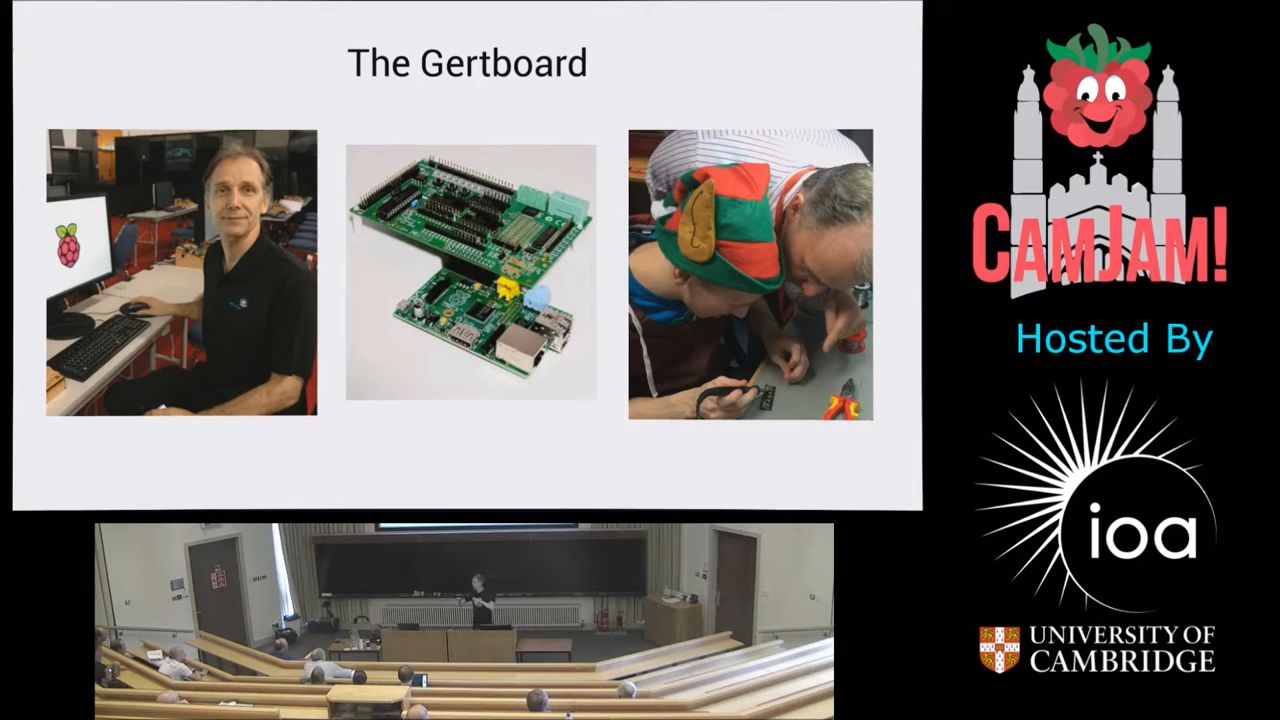 The Gertboard
CAMJAM!
Hosted By
ioa
UNIVERSITY OF
CAMBRIDGE